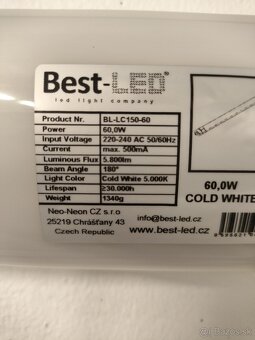 Best-LED®
led light company
Product Nr. BL-LC150-60
Power 60,0W
Input Voltage 220-240 AC 50/60Hz
Current max. 500mA
Luminous Flux 5.800lm
Beam Angle 180°
Light Color Cold White 5.000K
Lifespan ≥30.000h
Weight 1340g
60,0W
COLD WHITE
Neo-Neon CZ s.r.o
25219 Chrášťany 43
Czech Republic
info@best-led.cz
www.best-led.cz